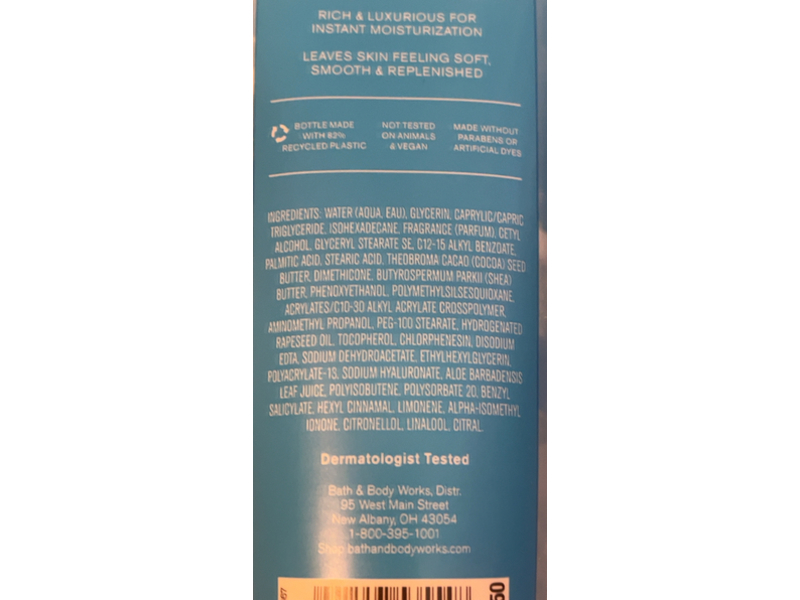 RICH & LUXURIOUS FOR
INSTANT MOISTURIZATION
LEAVES SKIN FEELING SOFT,
SMOOTH & REPLENISHED
BOTTLE MADE
WITH 82%
RECYCLED PLASTIC
NOT TESTED
ON ANIMALS
& VEGAN
MADE WITHOUT
PARABENS OR
ARTIFICIAL DYES
INGREDIENTS: WATER (AQUA, EAU), GLYCERIN, CAPRYLIC/CAPRIC
TRIGLYCERIDE, ISOHEXADECANE, FRAGRANCE (PARFUM), CETYL
ALCOHOL, GLYCERYL STEARATE SE, C12-15 ALKYL BENZOATE,
PALMITIC ACID, STEARIC ACID, THEOBROMA CACAO (COCOA) SEED
BUTTER, DIMETHICONE, BUTYROSPERMUM PARKII (SHEA)
BUTTER, PHENOXYETHANOL, POLYMETHYLSILSESQUIOXANE,
ACRYLATES/C10-30 ALKYL ACRYLATE CROSSPOLYMER,
AMINOMETHYL PROPANOL, PEG-100 STEARATE, HYDROGENATED
RAPESEED OIL, TOCOPHEROL, CHLORPHENESIN, DISODIUM
EDTA, SODIUM DEHYDROACETATE, ETHYLHEXYLGLYCERIN,
POLYACRYLATE-13, SODIUM HYALURONATE, ALOE BARBADENSIS
LEAF JUICE, POLYISOBUTENE, POLYSORBATE 20, BENZYL
SALICYLATE, HEXYL CINNAMAL, LIMONENE, ALPHA-ISOMETHYL
IONONE, CITRONELLOL, LINALOOL, CITRAL.
Dermatologist Tested
Bath & Body Works, Distr.
95 West Main Street
New Albany, OH 43054
1-800-395-1001
Shop bathandbodyworks.com